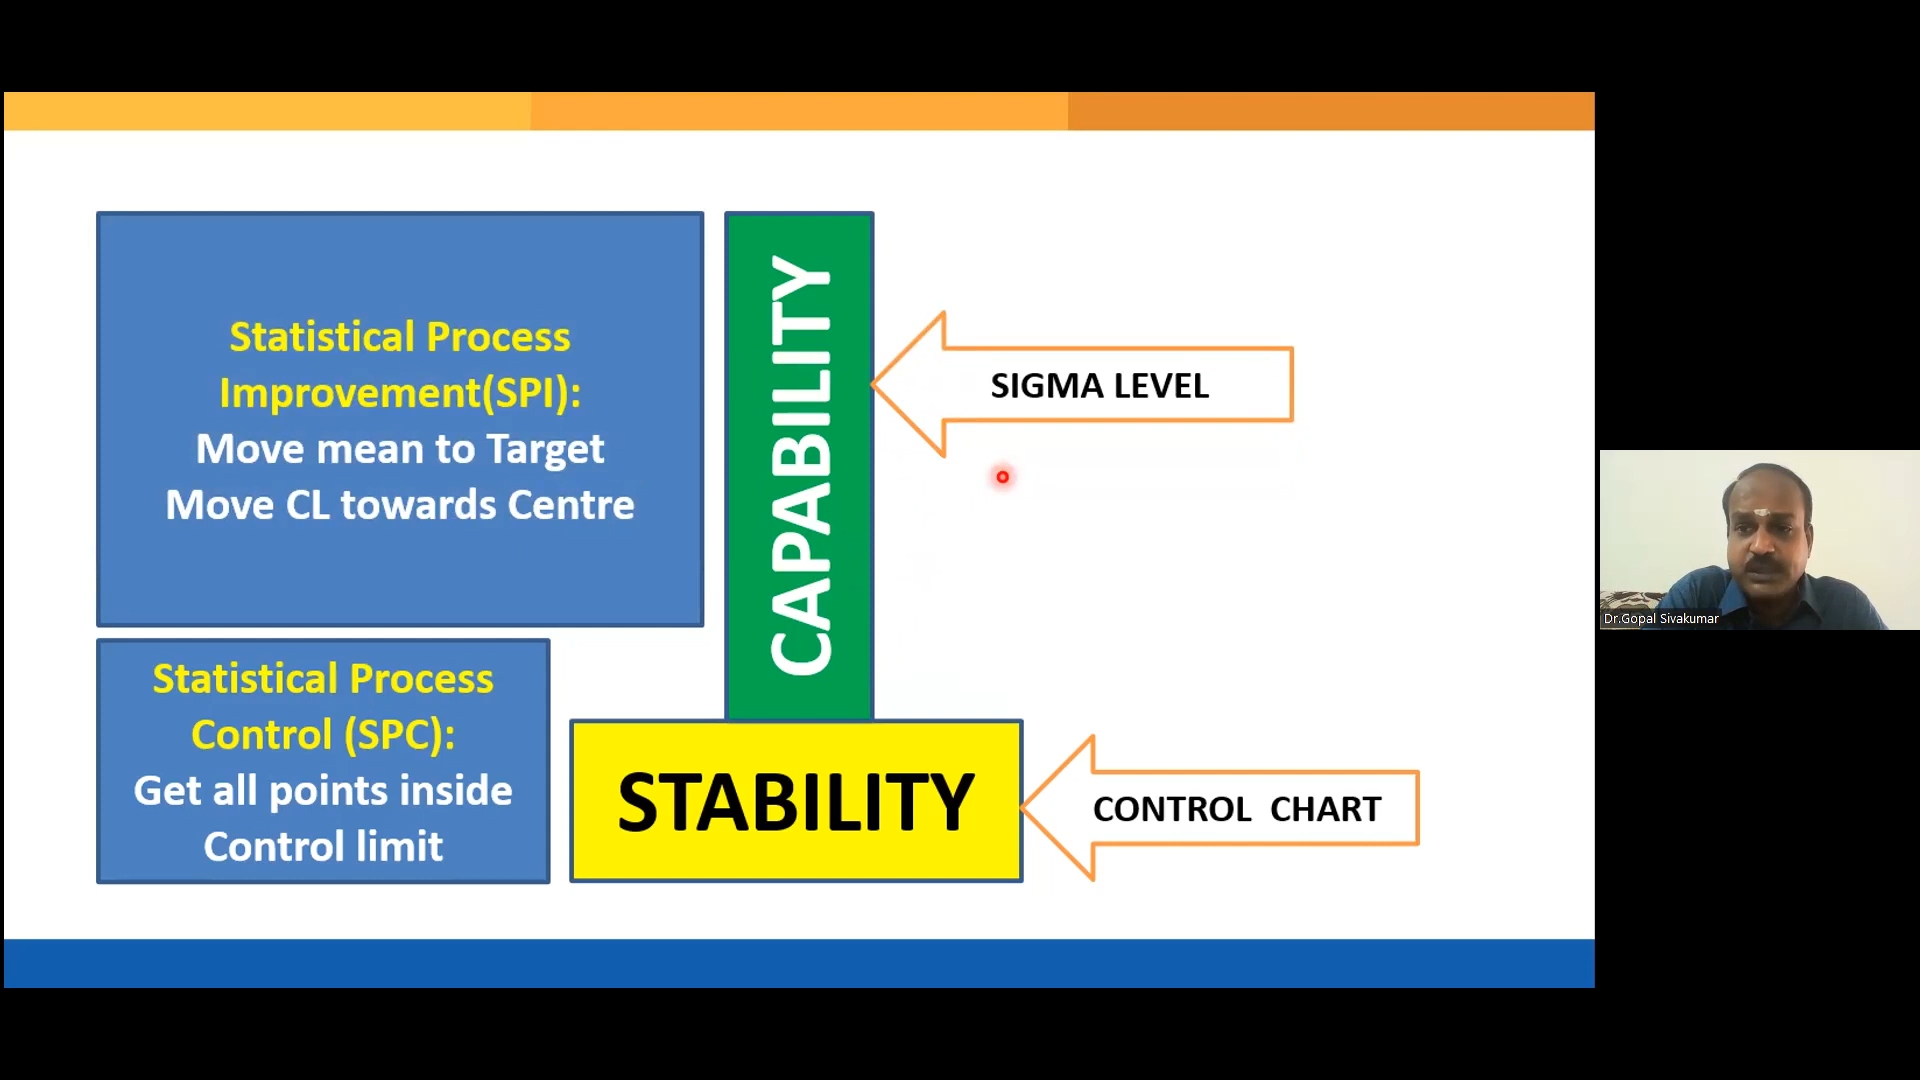 Statistical Process
Improvement(SPI):
Move mean to Target
Move CL towards Centre
CAPABILITY
SIGMA LEVEL
Statistical Process
Control (SPC):
Get all points inside
Control limit
STABILITY
CONTROL CHART
Dr.Gopal Sivakumar